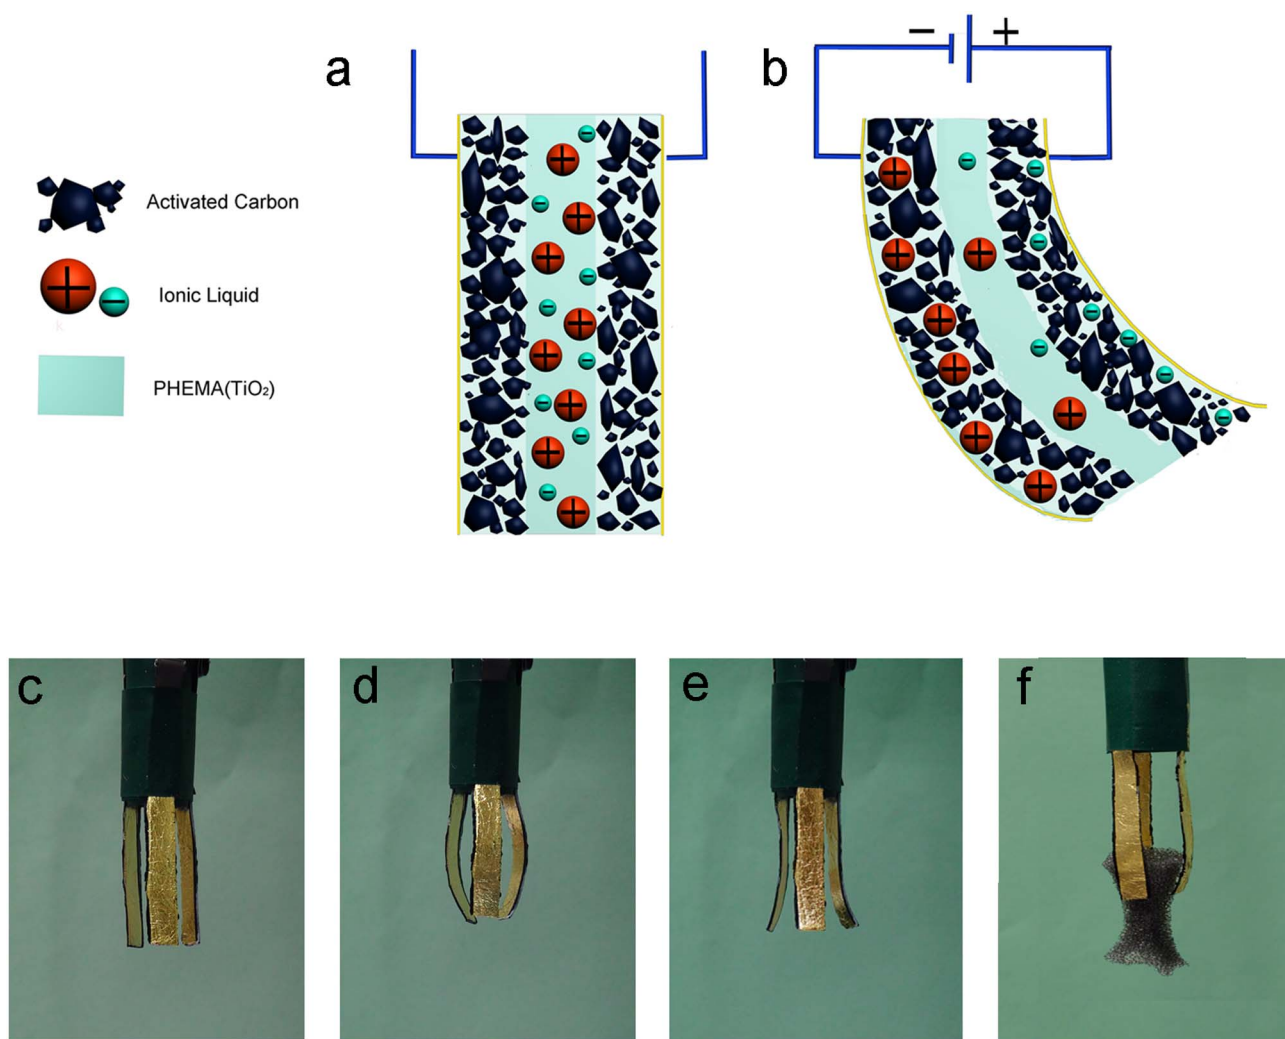 a
b
− +
Activated Carbon
Ionic Liquid
PHEMA(TiO₂)
c
d
e
f